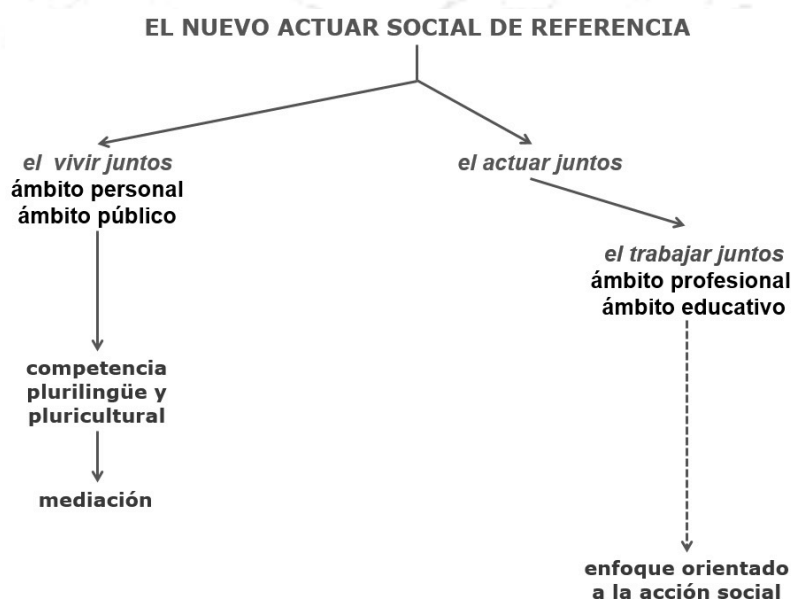 EL NUEVO ACTUAR SOCIAL DE REFERENCIA
el vivir juntos
ámbito personal
ámbito público
el actuar juntos
el trabajar juntos
ámbito profesional
ámbito educativo
competencia
plurilingüe y
pluricultural
mediación
enfoque orientado
a la acción social